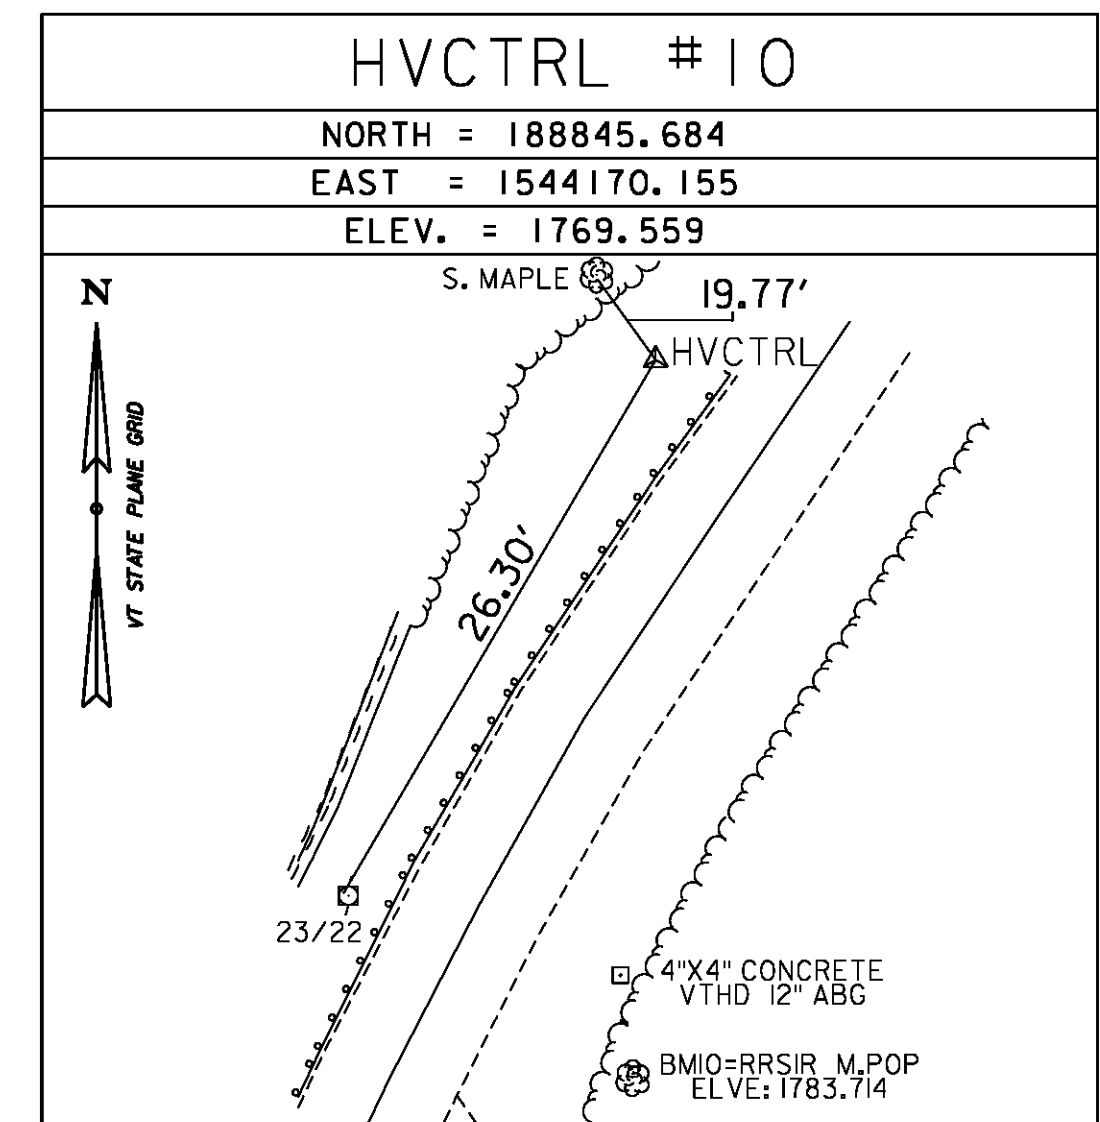 HVCTRL #10
NORTH = 188845.684
EAST = 1544170.155
ELEV. = 1769.559
S. MAPLE
N
19.77'
HVCTRL
VT STATE PLANE GRID
26.30'
23/22
4"X4" CONCRETE
VTHD 12" ABG
BM10=RRSIR M.POP
ELVE: 1783.714